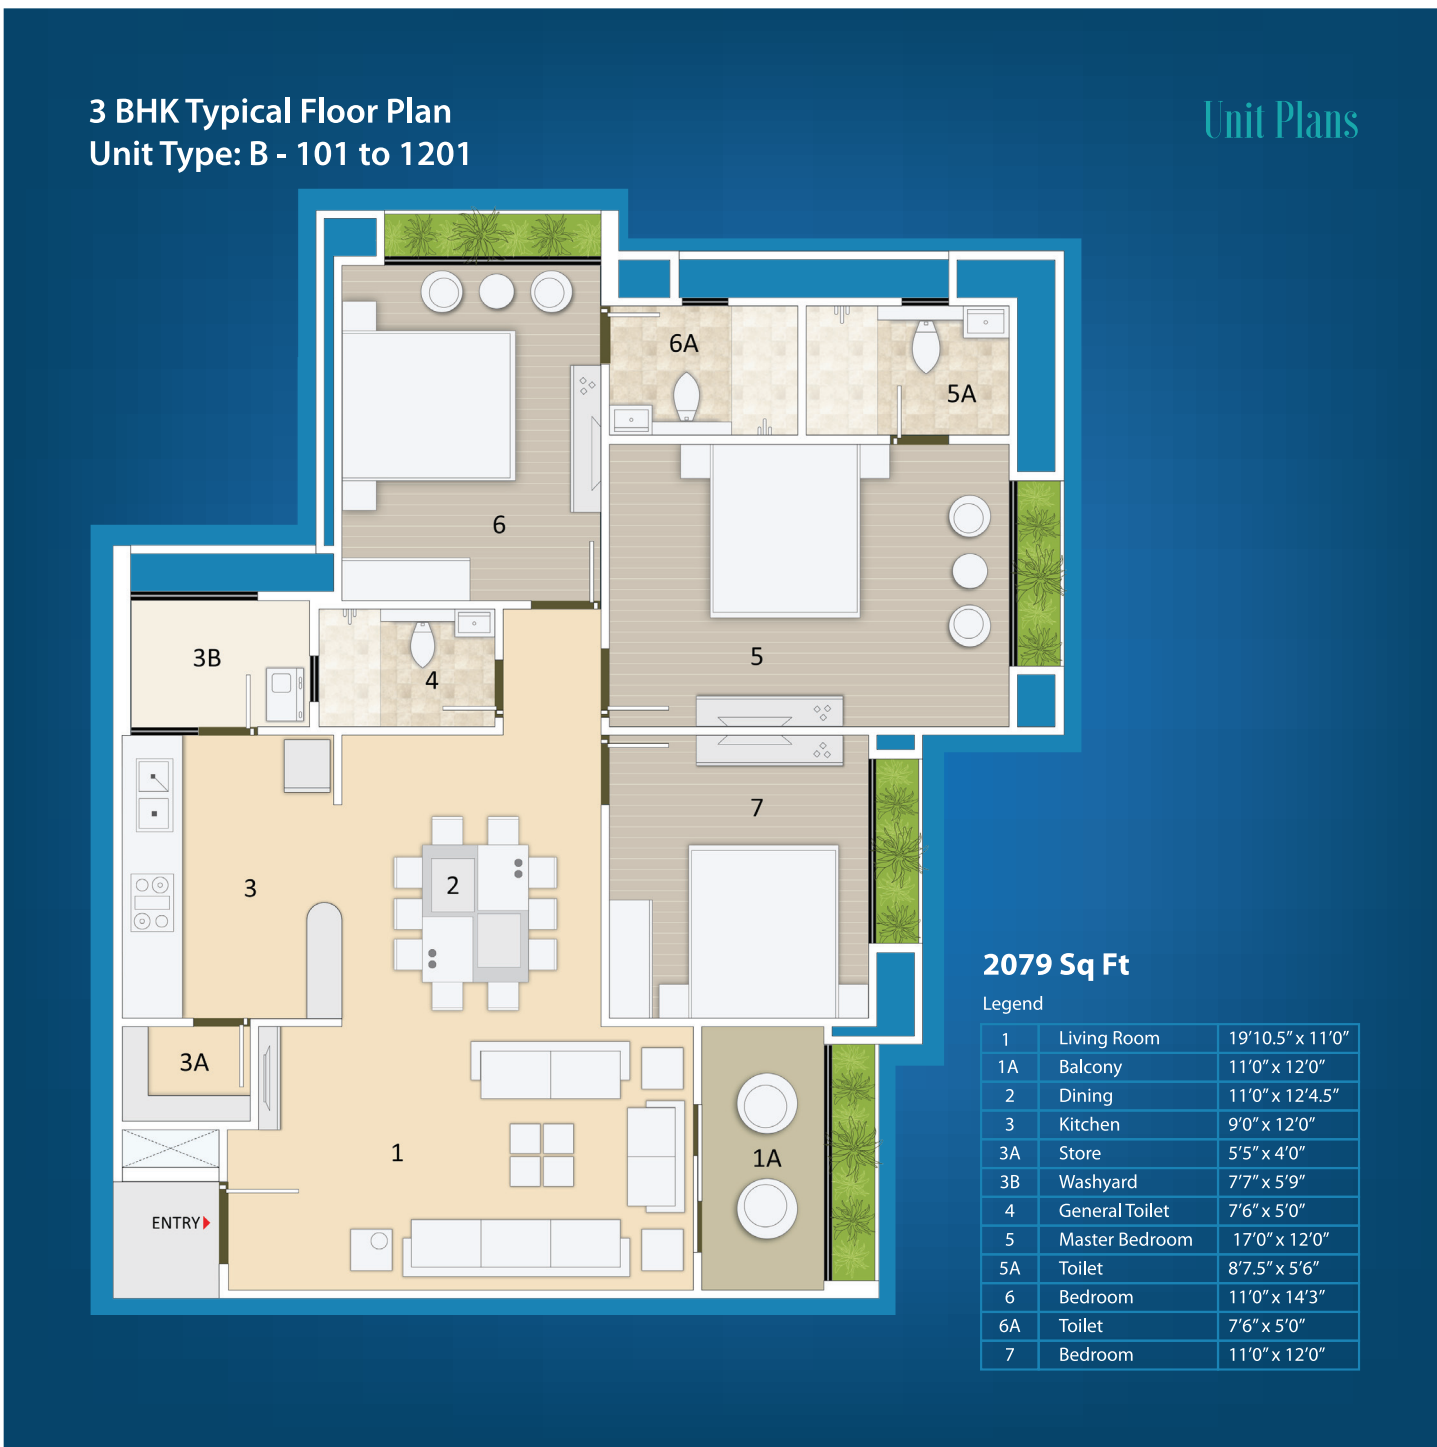 3 BHK Typical Floor Plan
Unit Type: B - 101 to 1201
Unit Plans
6A
5A
6
5
3B
4
7
3
2
3A
1
1A
ENTRY
2079 Sq Ft
Legend
1 Living Room 19’10.5” x 11’0”
1A Balcony 11’0” x 12’0”
2 Dining 11’0” x 12’4.5”
3 Kitchen 9’0” x 12’0”
3A Store 5’5” x 4’0”
3B Washyard 7’7” x 5’9”
4 General Toilet 7’6” x 5’0”
5 Master Bedroom 17’0” x 12’0”
5A Toilet 8’7.5” x 5’6”
6 Bedroom 11’0” x 14’3”
6A Toilet 7’6” x 5’0”
7 Bedroom 11’0” x 12’0”